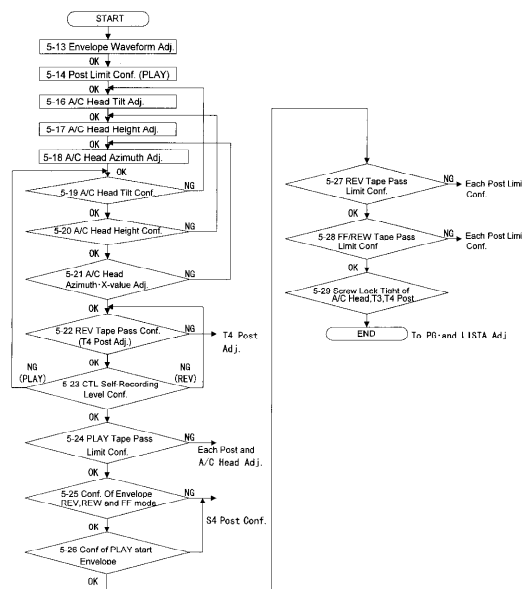 START
5-13 Envelope Waveform Adj.
OK
5-14 Post Limit Conf. (PLAY)
OK
5-16 A/C Head Tilt Adj.
OK
5-17 A/C Head Height Adj.
OK
5-18 A/C Head Azimuth Adj.
OK
NG
5-19 A/C Head Tilt Conf.
OK
NG
5-20 A/C Head Height Conf.
OK
5-21 A/C Head
NG
Azimuth·X-value Adj.
OK
5-22 REV Tape Pass Conf.
NG
(T4 Post Adj.)
T4 Post
Adj.
OK
NG
(PLAY)
NG
(REV)
5-23 CTL Self-Recording
Level Conf.
OK
5-24 PLAY Tape Pass
NG
Limit Conf.
Each Post and
A/C Head Adj.
OK
5-25 Conf. Of Envelope
NG
REV,REW and FF mode
S4 Post Conf.
OK
5-26 Conf of PLAY start
Envelope
OK
5-27 REV Tape Pass
NG
Limit Conf.
Each Post Limi
Conf.
OK
5-28 FF/REW Tape Pass
NG
Limit Conf
Each Post Limi
Conf.
OK
5-29 Screw Lock Tight of
A/C Head,T3,T4 Post
END
To PG·and LISTA Adj